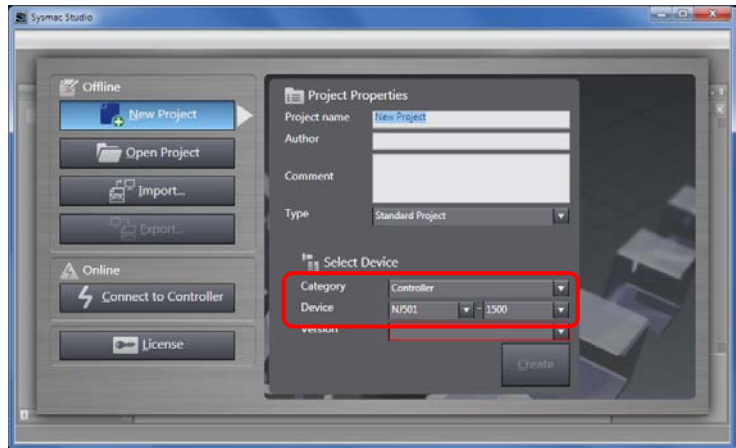 Sysmac Studio
Offline
New Project
Open Project
Import...
Export...
Online
Connect to Controller
License
Project Properties
Project name New Project
Author
Comment
Type Standard Project
Select Device
Category Controller
Device NJ501 - 1500
Version
Create